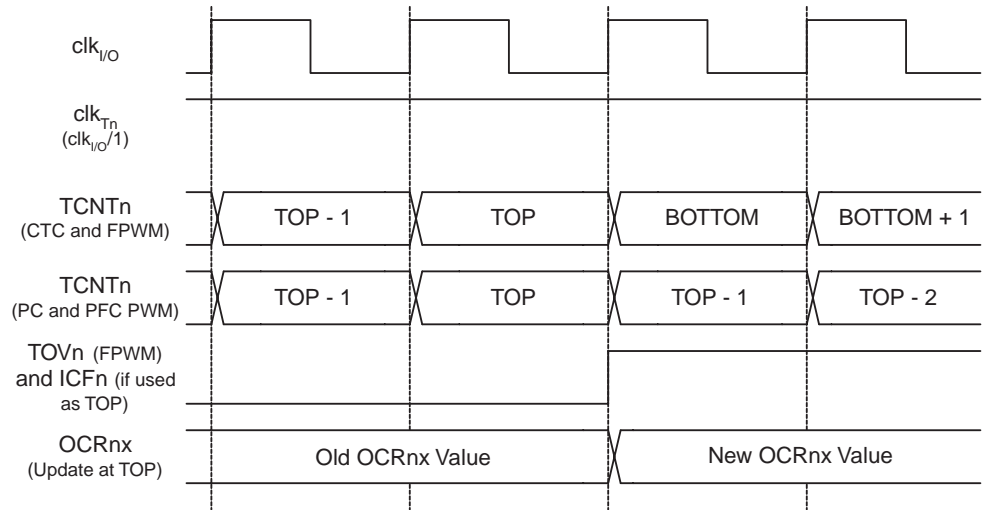 clkI/O
clkTn
(clkI/O/1)
TCNTn
(CTC and FPWM)
TOP - 1
TOP
BOTTOM
BOTTOM + 1
TCNTn
(PC and PFC PWM)
TOP - 1
TOP
TOP - 1
TOP - 2
TOVn (FPWM)
and ICFn (if used
as TOP)
OCRnx
(Update at TOP)
Old OCRnx Value
New OCRnx Value